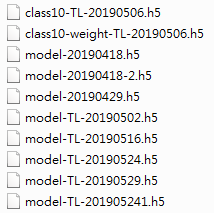 class10-TL-20190506.h5
class10-weight-TL-20190506.h5
model-20190418.h5
model-20190418-2.h5
model-20190429.h5
model-TL-20190502.h5
model-TL-20190516.h5
model-TL-20190524.h5
model-TL-20190529.h5
model-TL-201905241.h5